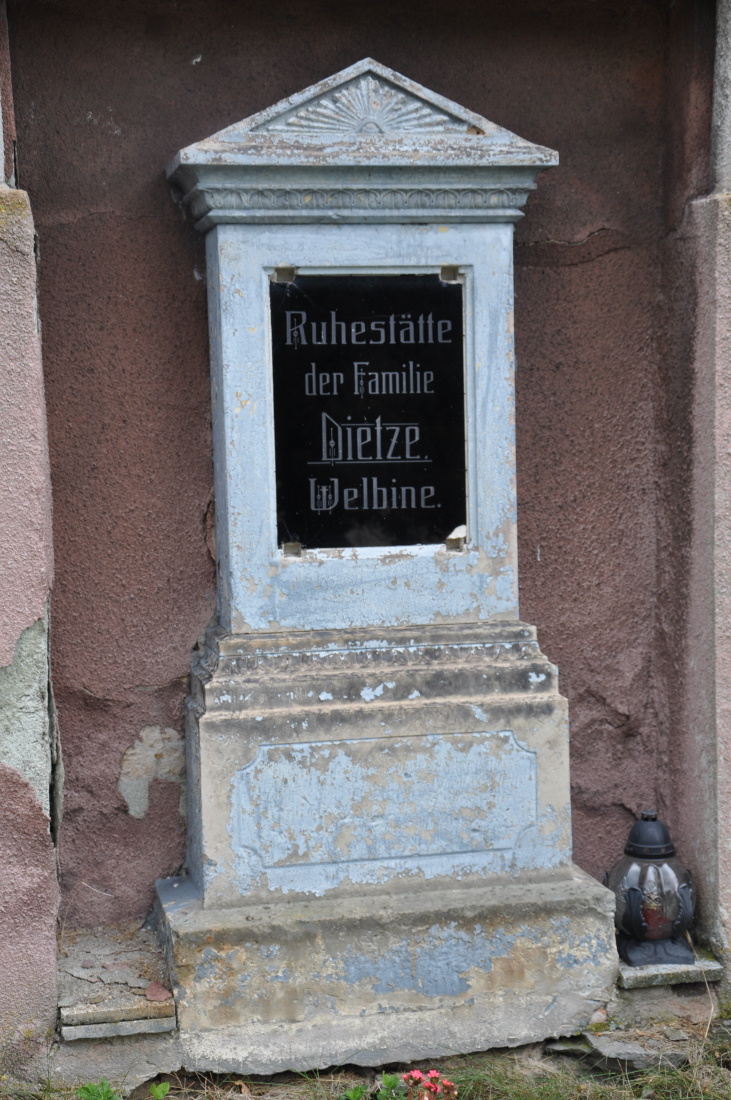 Ruhestätte
der Familie
Dietze.
Welbine.